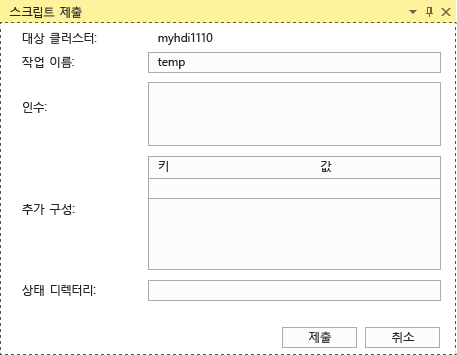 스크립트 제출
대상 클러스터: myhdi1110
작업 이름: temp
인수:
키 값
추가 구성:
상태 디렉터리:
제출 취소